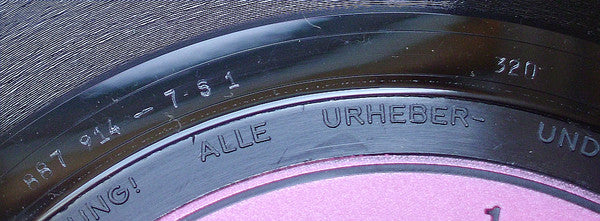 887 914 - 7 S 1
320
UNG! ALLE URHEBER- UND